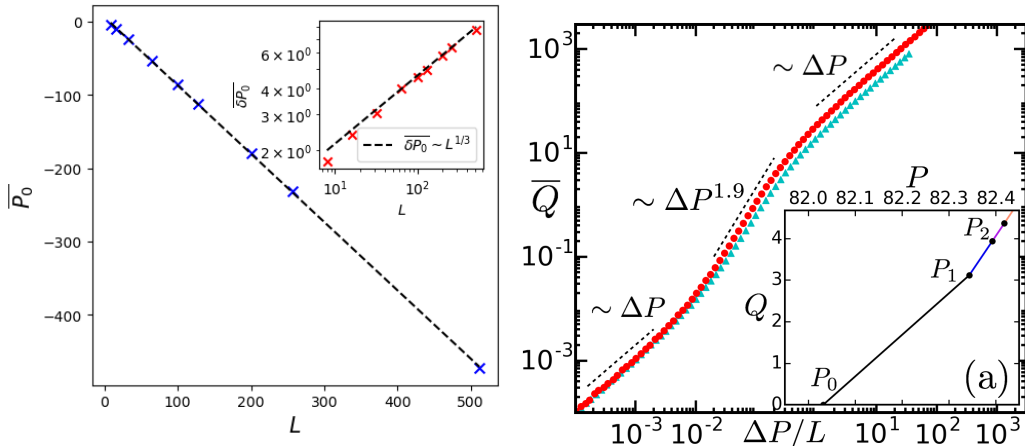 0
−100
−200
−300
−400
0 100 200 300 400 500
L
P̅₀
6 × 10⁰
4 × 10⁰
3 × 10⁰
2 × 10⁰
10¹ 10²
L
δP̅₀
δP̅₀ ~ L^{1/3}
10³
10¹
10⁻¹
10⁻³
Q̅
10⁻³ 10⁻² ΔP/L 10¹ 10² 10³
~ ΔP
~ ΔP^{1.9}
~ ΔP
P
82.0 82.1 82.2 82.3 82.4
4
3
2
1
0
Q
P₂
P₁
P₀
(a)